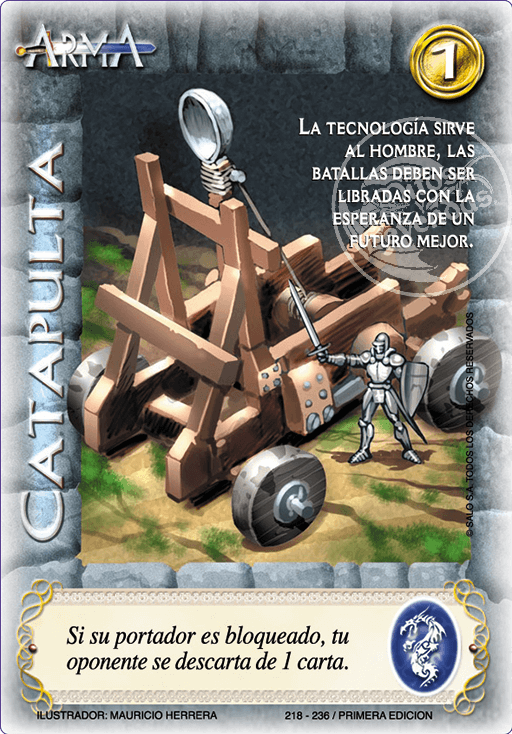 ARMA
1
CATAPULTA
LA TECNOLOGÍA SIRVE
AL HOMBRE, LAS
BATALLAS DEBEN SER
LIBRADAS CON LA
ESPERANZA DE UN
FUTURO MEJOR.
© SALO S.A. TODOS LOS DERECHOS RESERVADOS
Si su portador es bloqueado, tu
oponente se descarta de 1 carta.
ILUSTRADOR: MAURICIO HERRERA
218 - 236 / PRIMERA EDICION